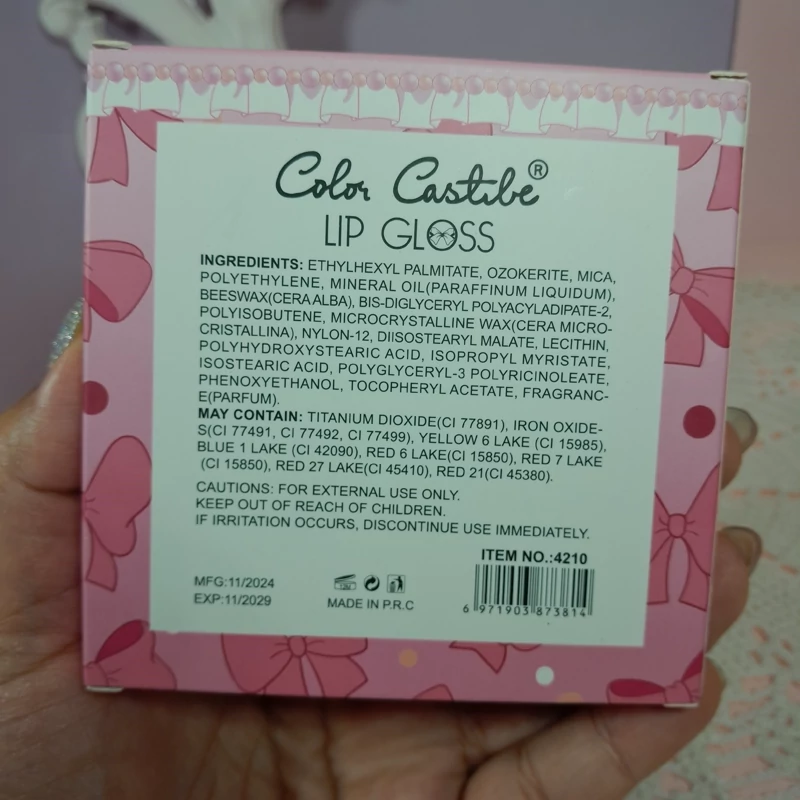 Color Castibe®
LIP GLOSS
INGREDIENTS: ETHYLHEXYL PALMITATE, OZOKERITE, MICA,
POLYETHYLENE, MINERAL OIL(PARAFFINUM LIQUIDUM),
BEESWAX(CERA ALBA), BIS-DIGLYCERYL POLYACYLADIPATE-2,
POLYISOBUTENE, MICROCRYSTALLINE WAX(CERA MICRO-
CRISTALLINA), NYLON-12, DIISOSTEARYL MALATE, LECITHIN,
POLYHYDROXYSTEARIC ACID, ISOPROPYL MYRISTATE,
ISOSTEARIC ACID, POLYGLYCERYL-3 POLYRICINOLEATE,
PHENOXYETHANOL, TOCOPHERYL ACETATE, FRAGRANC-
E(PARFUM).
MAY CONTAIN: TITANIUM DIOXIDE(CI 77891), IRON OXIDE-
S(CI 77491, CI 77492, CI 77499), YELLOW 6 LAKE (CI 15985),
BLUE 1 LAKE (CI 42090), RED 6 LAKE(CI 15850), RED 7 LAKE
(CI 15850), RED 27 LAKE(CI 45410), RED 21(CI 45380).
CAUTIONS: FOR EXTERNAL USE ONLY.
KEEP OUT OF REACH OF CHILDREN.
IF IRRITATION OCCURS, DISCONTINUE USE IMMEDIATELY.
ITEM NO.:4210
MFG:11/2024
EXP:11/2029
12M
MADE IN P.R.C
6 971903 873814